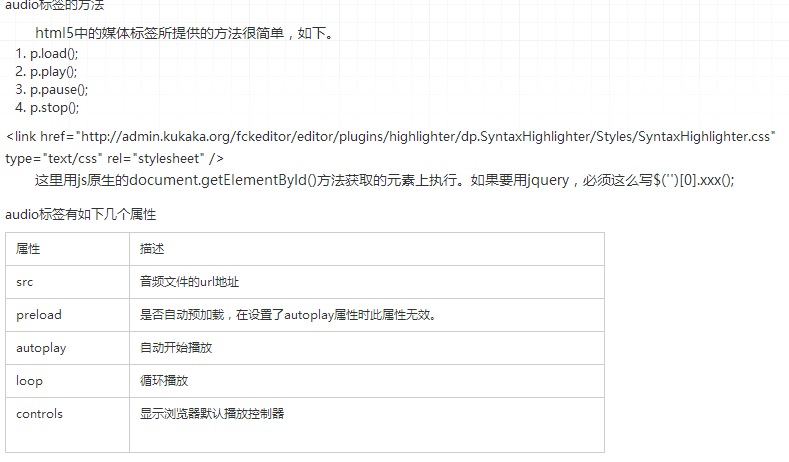 audio标签的方法
html5中的媒体标签所提供的方法很简单，如下。
1. p.load();
2. p.play();
3. p.pause();
4. p.stop();
<link href="http://admin.kukaka.org/fckeditor/editor/plugins/highlighter/dp.SyntaxHighlighter/Styles/SyntaxHighlighter.css"
type="text/css" rel="stylesheet" />
这里用js原生的document.getElementById()方法获取的元素上执行。如果要用jquery，必须这么写$('')[0].xxx();
audio标签有如下几个属性
属性 描述
src 音频文件的url地址
preload 是否自动预加载，在设置了autoplay属性时此属性无效。
autoplay 自动开始播放
loop 循环播放
controls 显示浏览器默认播放控制器